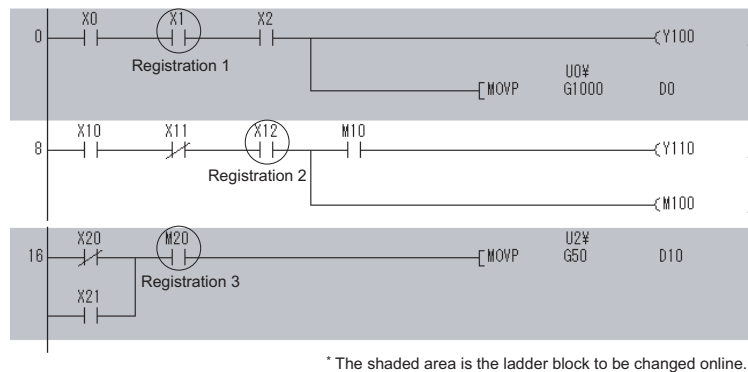 X0 X1 X2
0 Y100
Registration 1
U0¥
MOVP G1000 D0
X10 X11 X12 M10
8 Y110
Registration 2
M100
X20 M20 U2¥
16 MOVP G50 D10
Registration 3
X21
* The shaded area is the ladder block to be changed online.